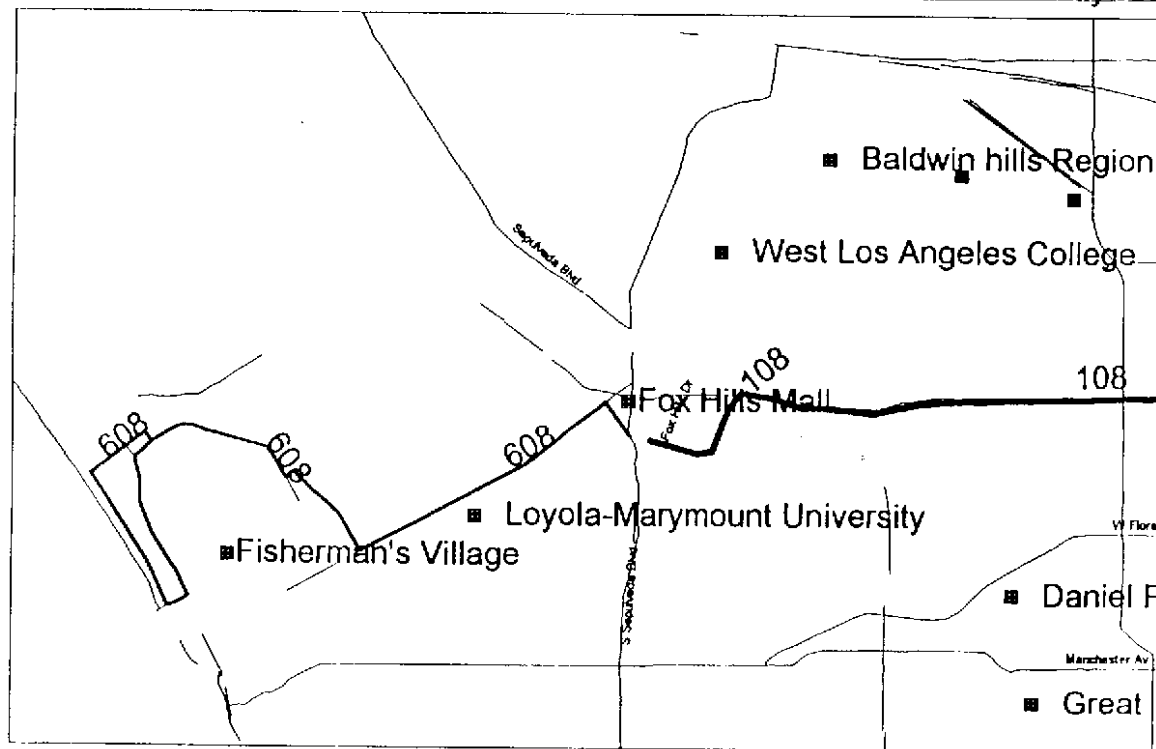 Baldwin hills Region
Sepulveda Blvd
West Los Angeles College
108
108
Fox Hills Mall
608
608
608
Loyola-Marymount University
W Flore
Fisherman's Village
S Sepulveda Blvd
Daniel F
Manchester Av
Great